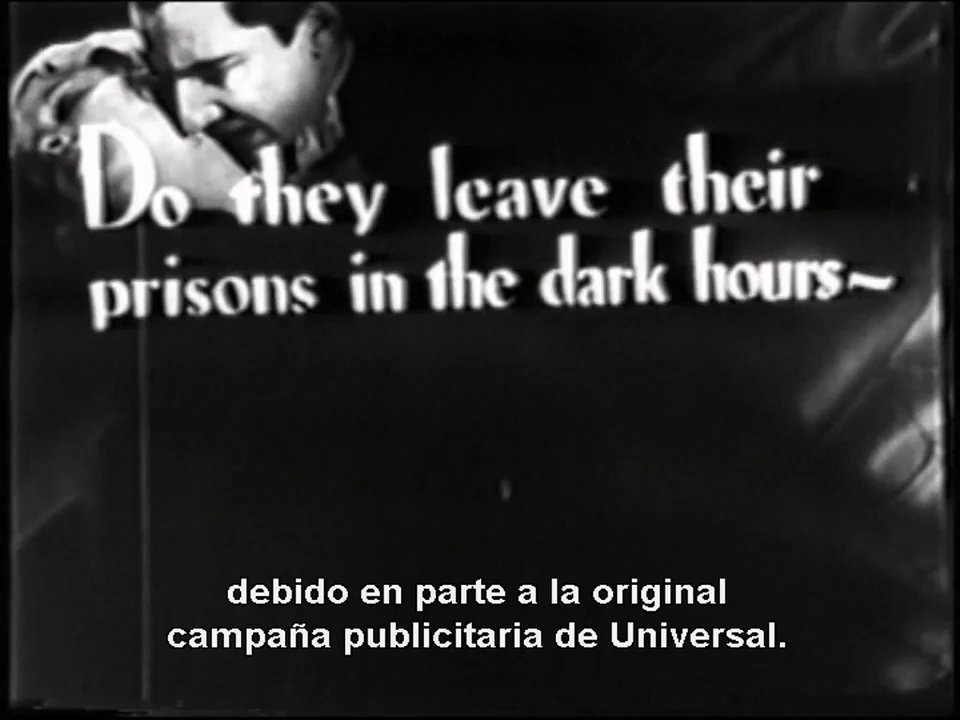 Do they leave their
prisons in the dark hours~
debido en parte a la original
campaña publicitaria de Universal.